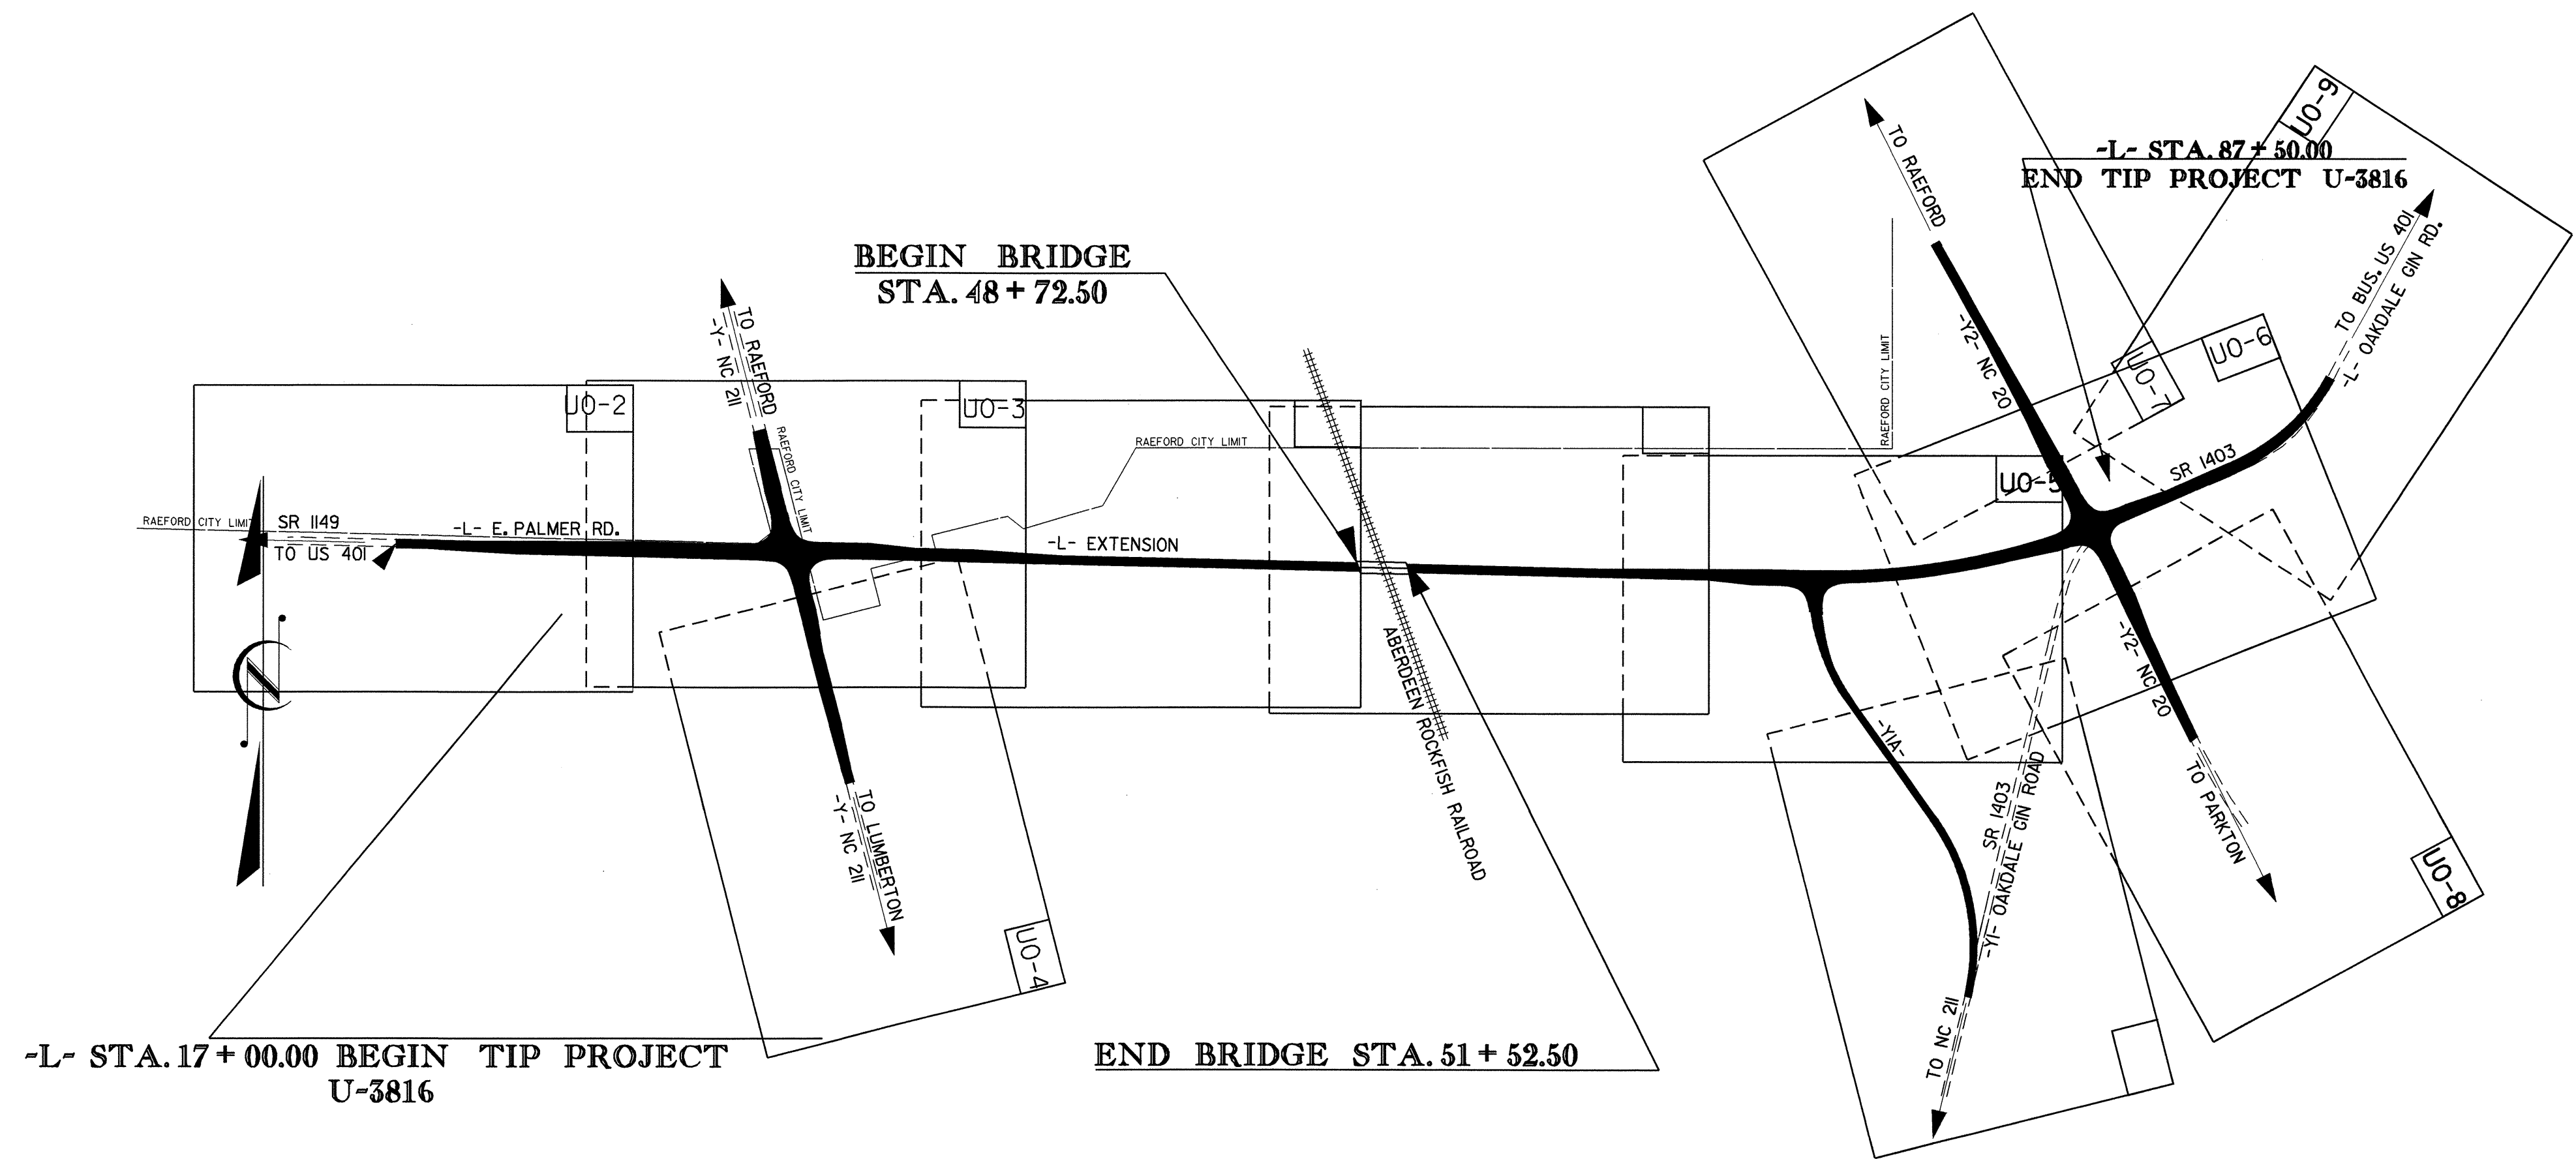 UO-9
-L- STA. 87 + 50.00
END TIP PROJECT U-3816
TO RAEFORD
TO BUS. US 401
-L- OAKDALE GIN RD.
BEGIN BRIDGE
STA. 48 + 72.50
TO RAEFORD
-Y- NC 211
-Y2- NC 20
UO-6
UO-7
RAEFORD CITY LIMIT
UO-2
UO-3
RAEFORD CITY LIMIT
RAEFORD CITY LIMIT
SR 1403
UO-5
RAEFORD CITY LIMIT
SR 1149
-L- E. PALMER RD.
TO US 401
-L- EXTENSION
N
ABERDEEN ROCKFISH RAILROAD
-Y2- NC 20
-Y1A-
TO PARKTON
SR 1403
-Y1- OAKDALE GIN ROAD
TO LUMBERTON
-Y- NC 211
UO-8
UO-4
TO NC 211
-L- STA. 17 + 00.00 BEGIN TIP PROJECT
U-3816
END BRIDGE STA. 51 + 52.50